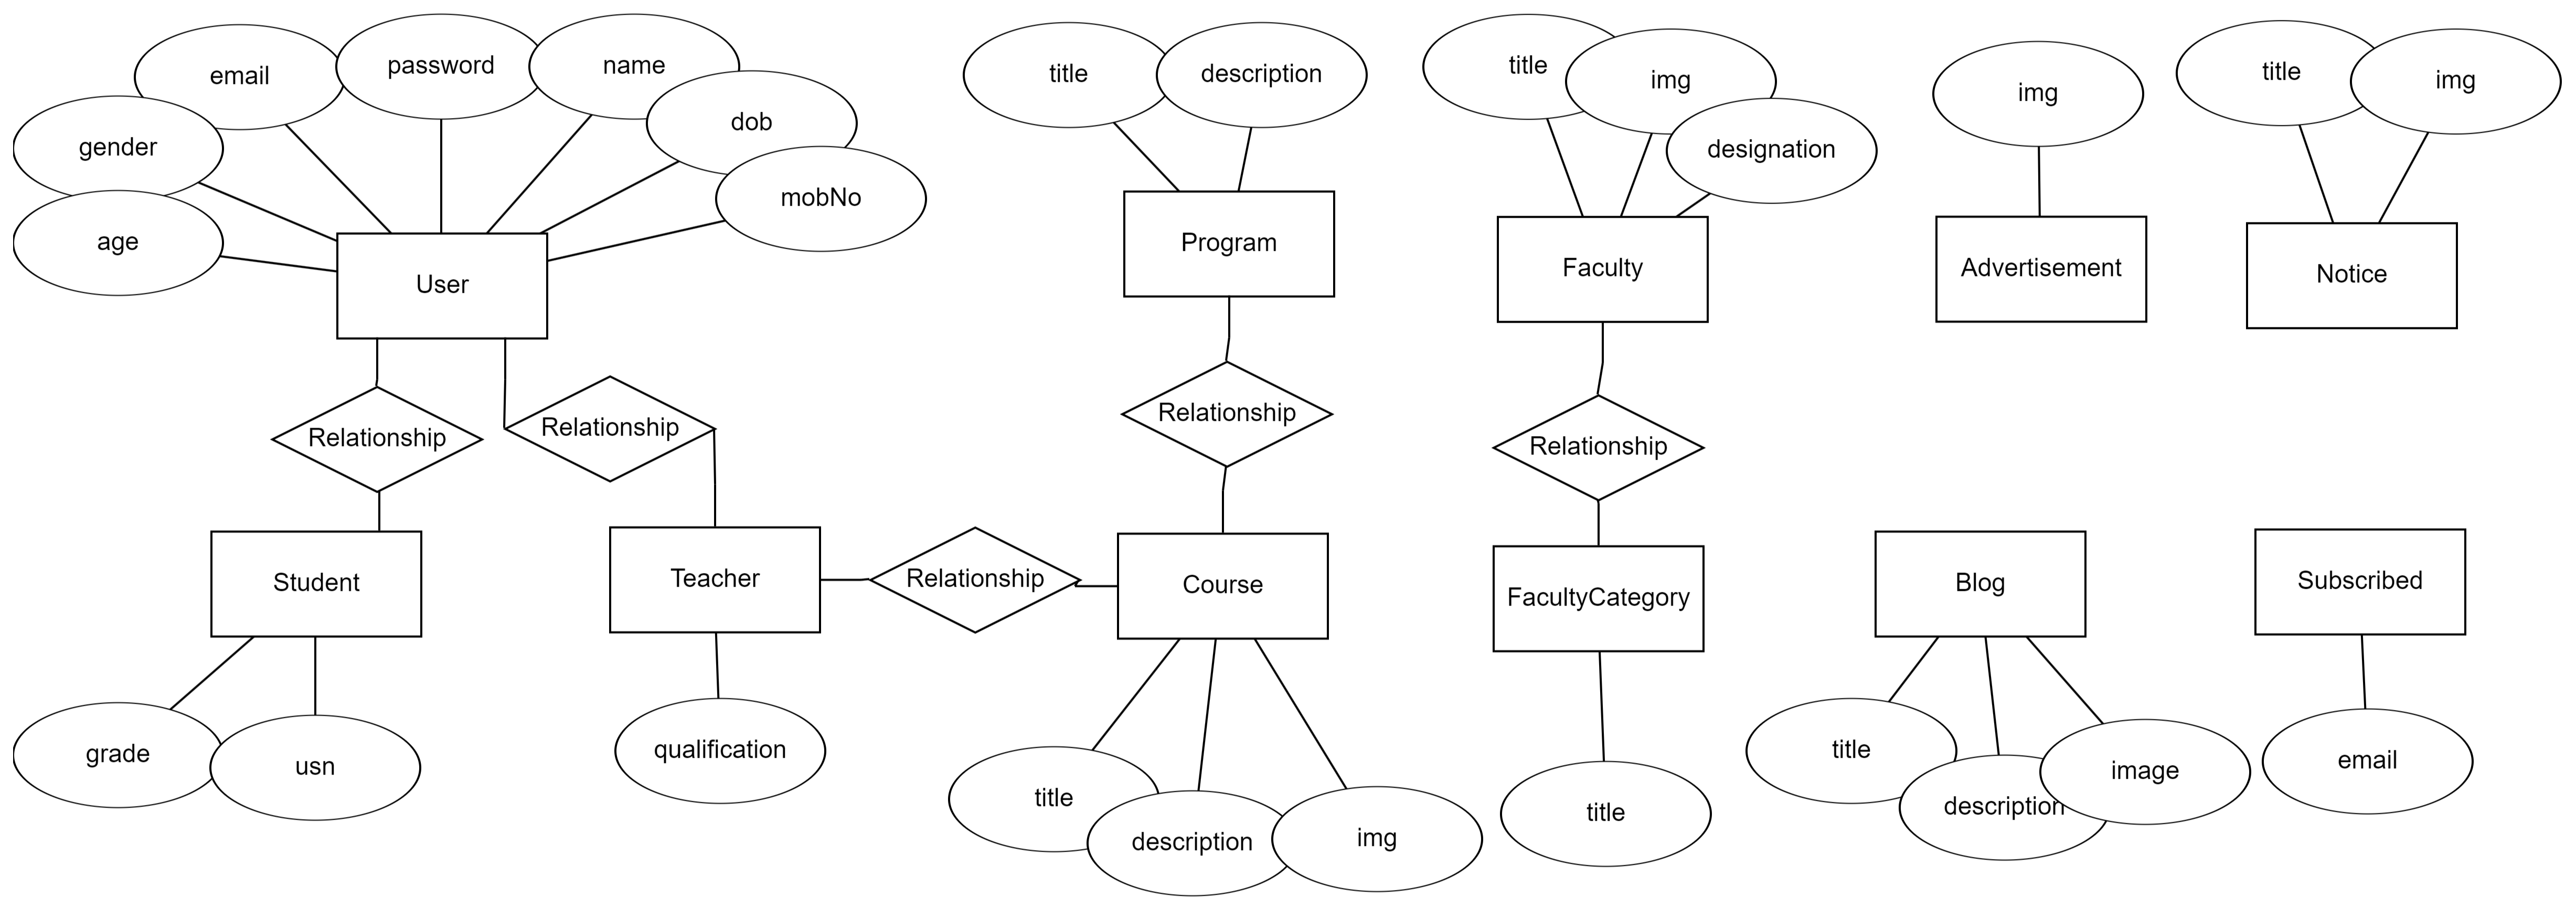 email
password
name
dob
gender
mobNo
age
User
title
description
Program
title
img
designation
Faculty
img
Advertisement
title
img
Notice
Relationship
Relationship
Relationship
Relationship
Student
Teacher
Relationship
Course
FacultyCategory
Blog
Subscribed
grade
usn
qualification
title
description
img
title
title
description
image
email